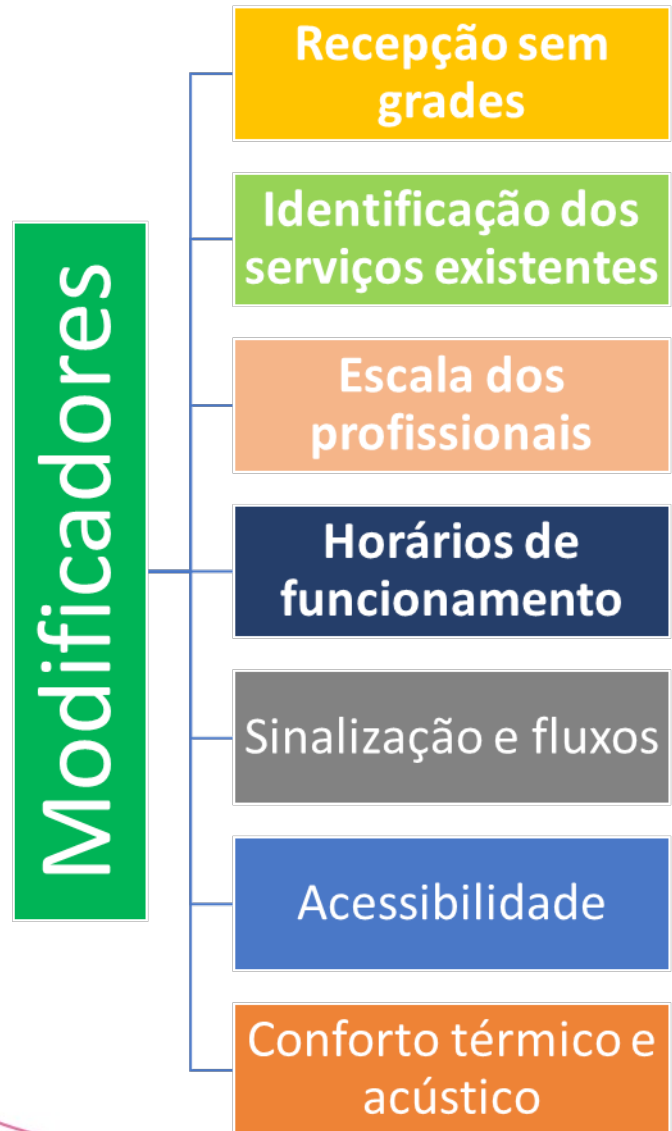 Modificadores
Recepção sem
grades
Identificação dos
serviços existentes
Escala dos
profissionais
Horários de
funcionamento
Sinalização e fluxos
Acessibilidade
Conforto térmico e
acústico